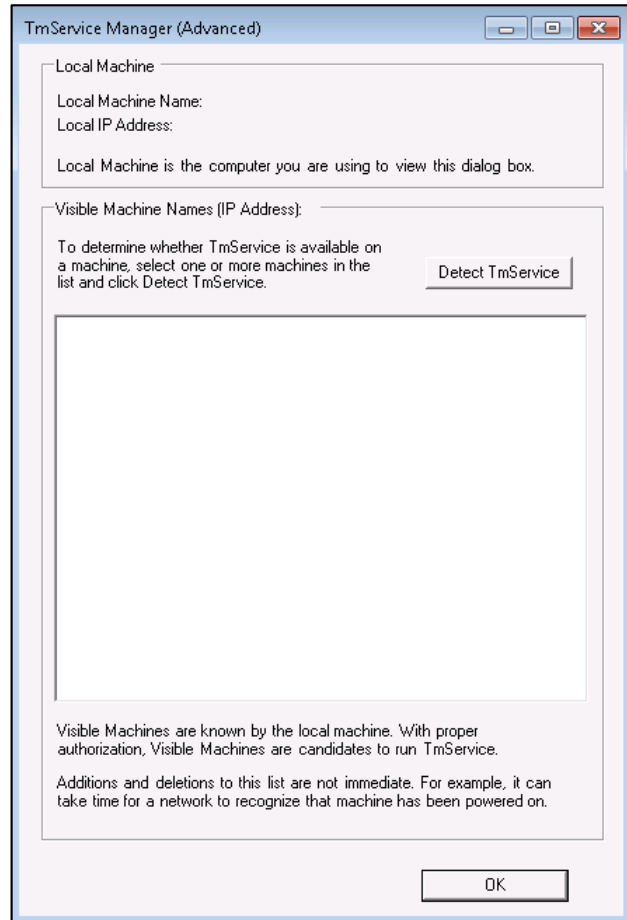 TmService Manager (Advanced)
Local Machine
Local Machine Name:
Local IP Address:
Local Machine is the computer you are using to view this dialog box.
Visible Machine Names (IP Address):
To determine whether TmService is available on
a machine, select one or more machines in the
list and click Detect TmService.
Detect TmService
Visible Machines are known by the local machine. With proper
authorization, Visible Machines are candidates to run TmService.
Additions and deletions to this list are not immediate. For example, it can
take time for a network to recognize that machine has been powered on.
OK